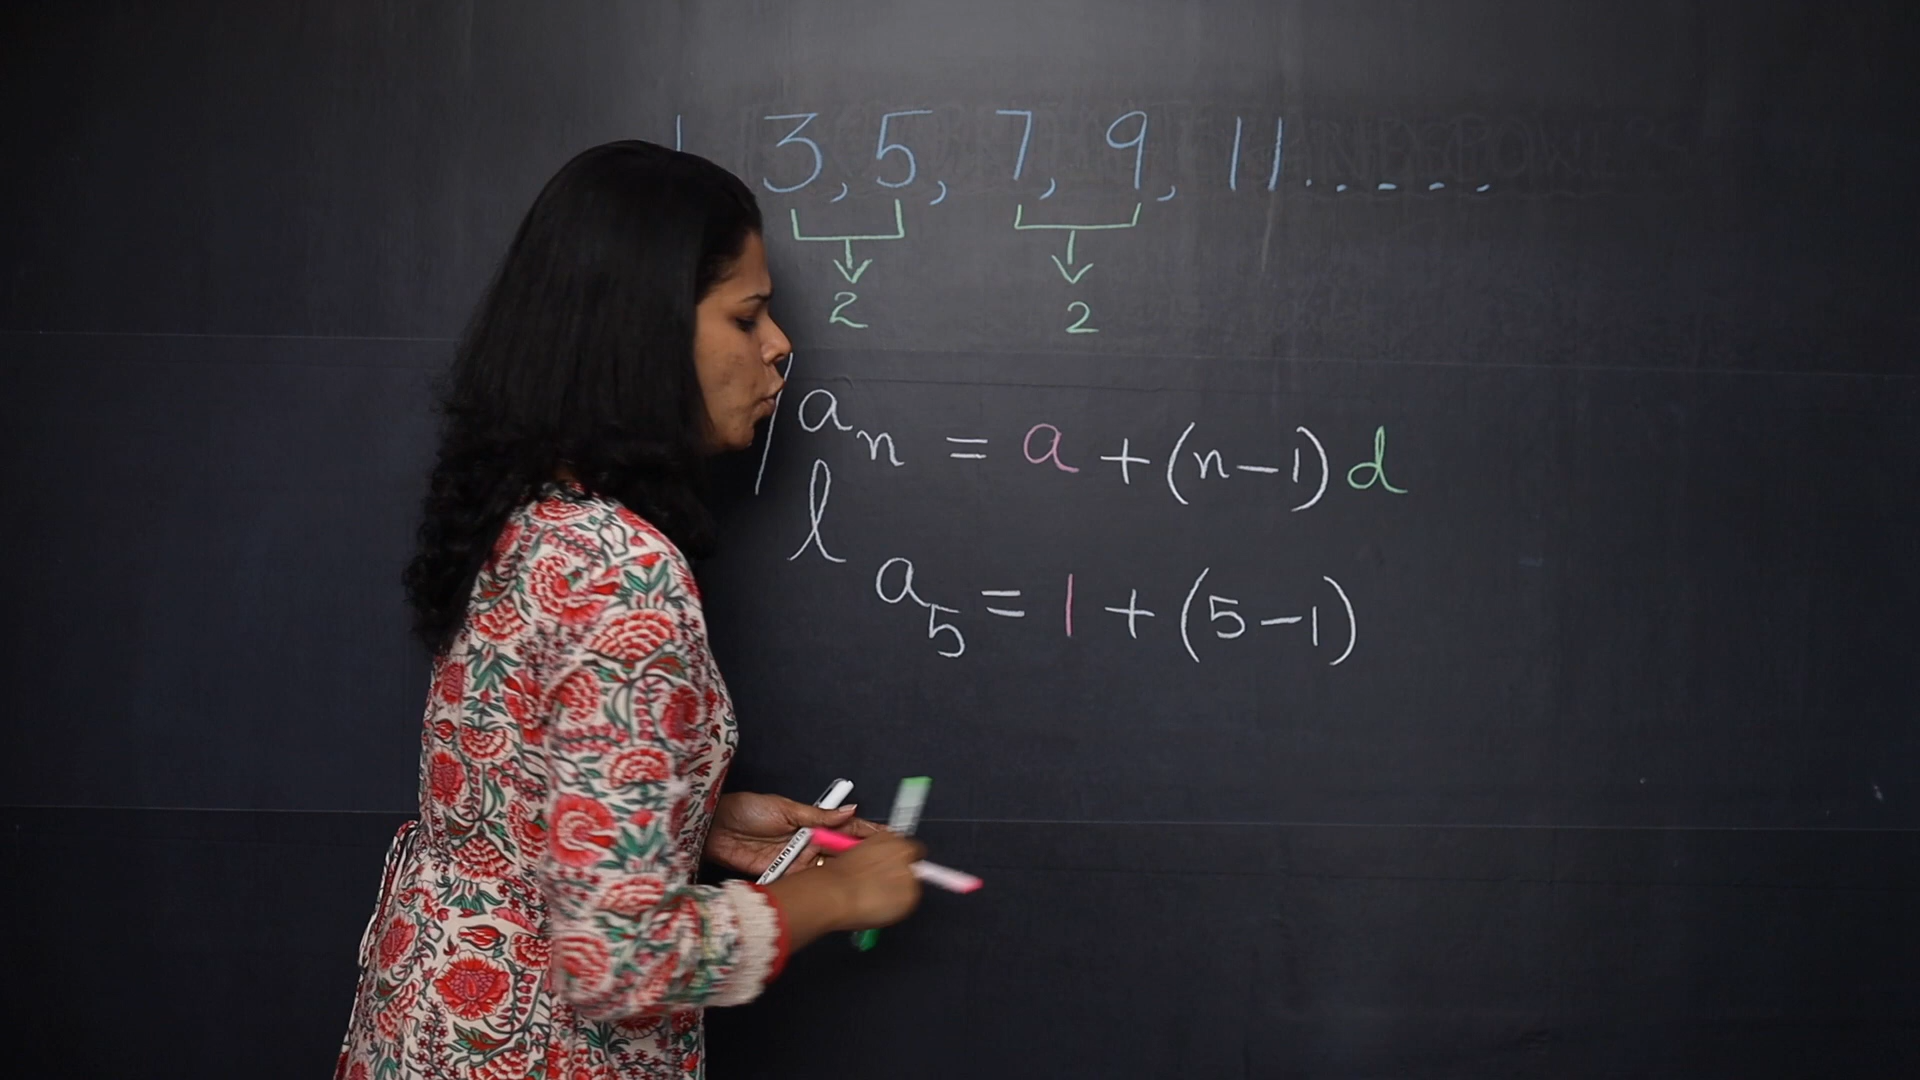 1 3, 5, 7, 9, 11.....
2 2
/ aₙ = a + (n-1) d
l
a₅ = 1 + (5-1)